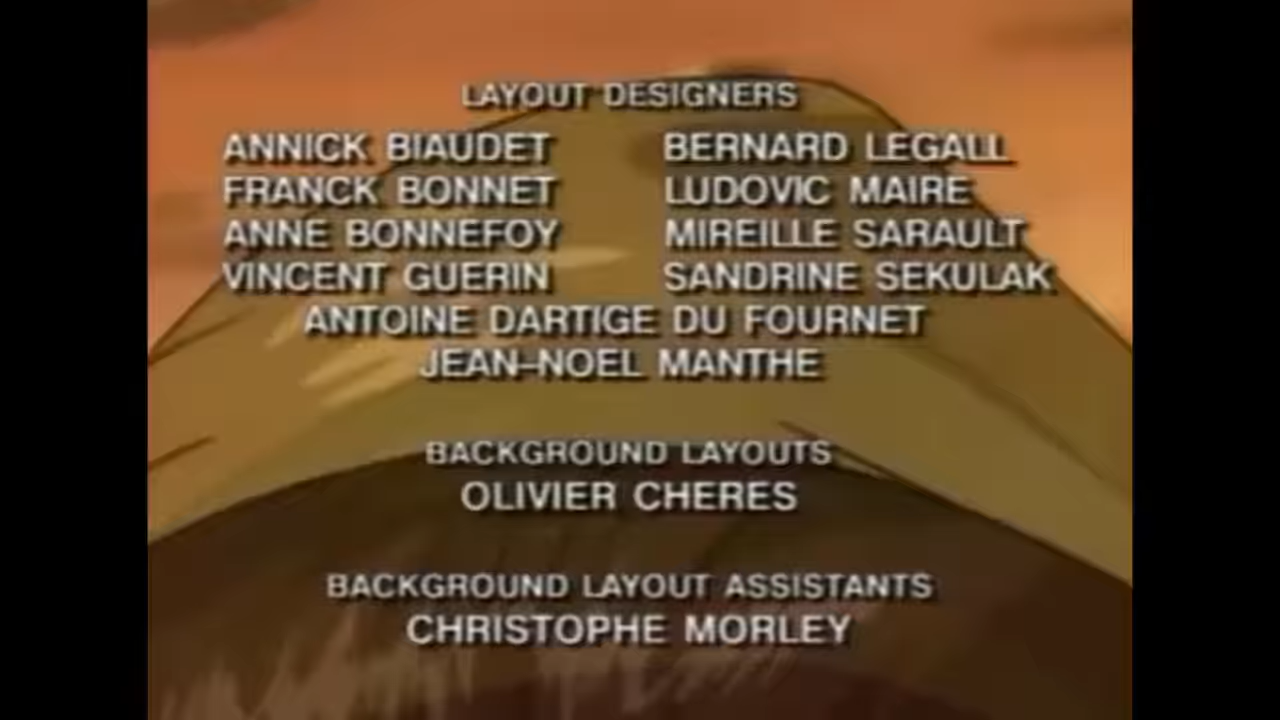 LAYOUT DESIGNERS
ANNICK BIAUDET BERNARD LEGALL
FRANCK BONNET LUDOVIC MAIRE
ANNE BONNEFOY MIREILLE SARAULT
VINCENT GUERIN SANDRINE SEKULAK
ANTOINE DARTIGE DU FOURNET
JEAN-NOEL MANTHE
BACKGROUND LAYOUTS
OLIVIER CHERES
BACKGROUND LAYOUT ASSISTANTS
CHRISTOPHE MORLEY